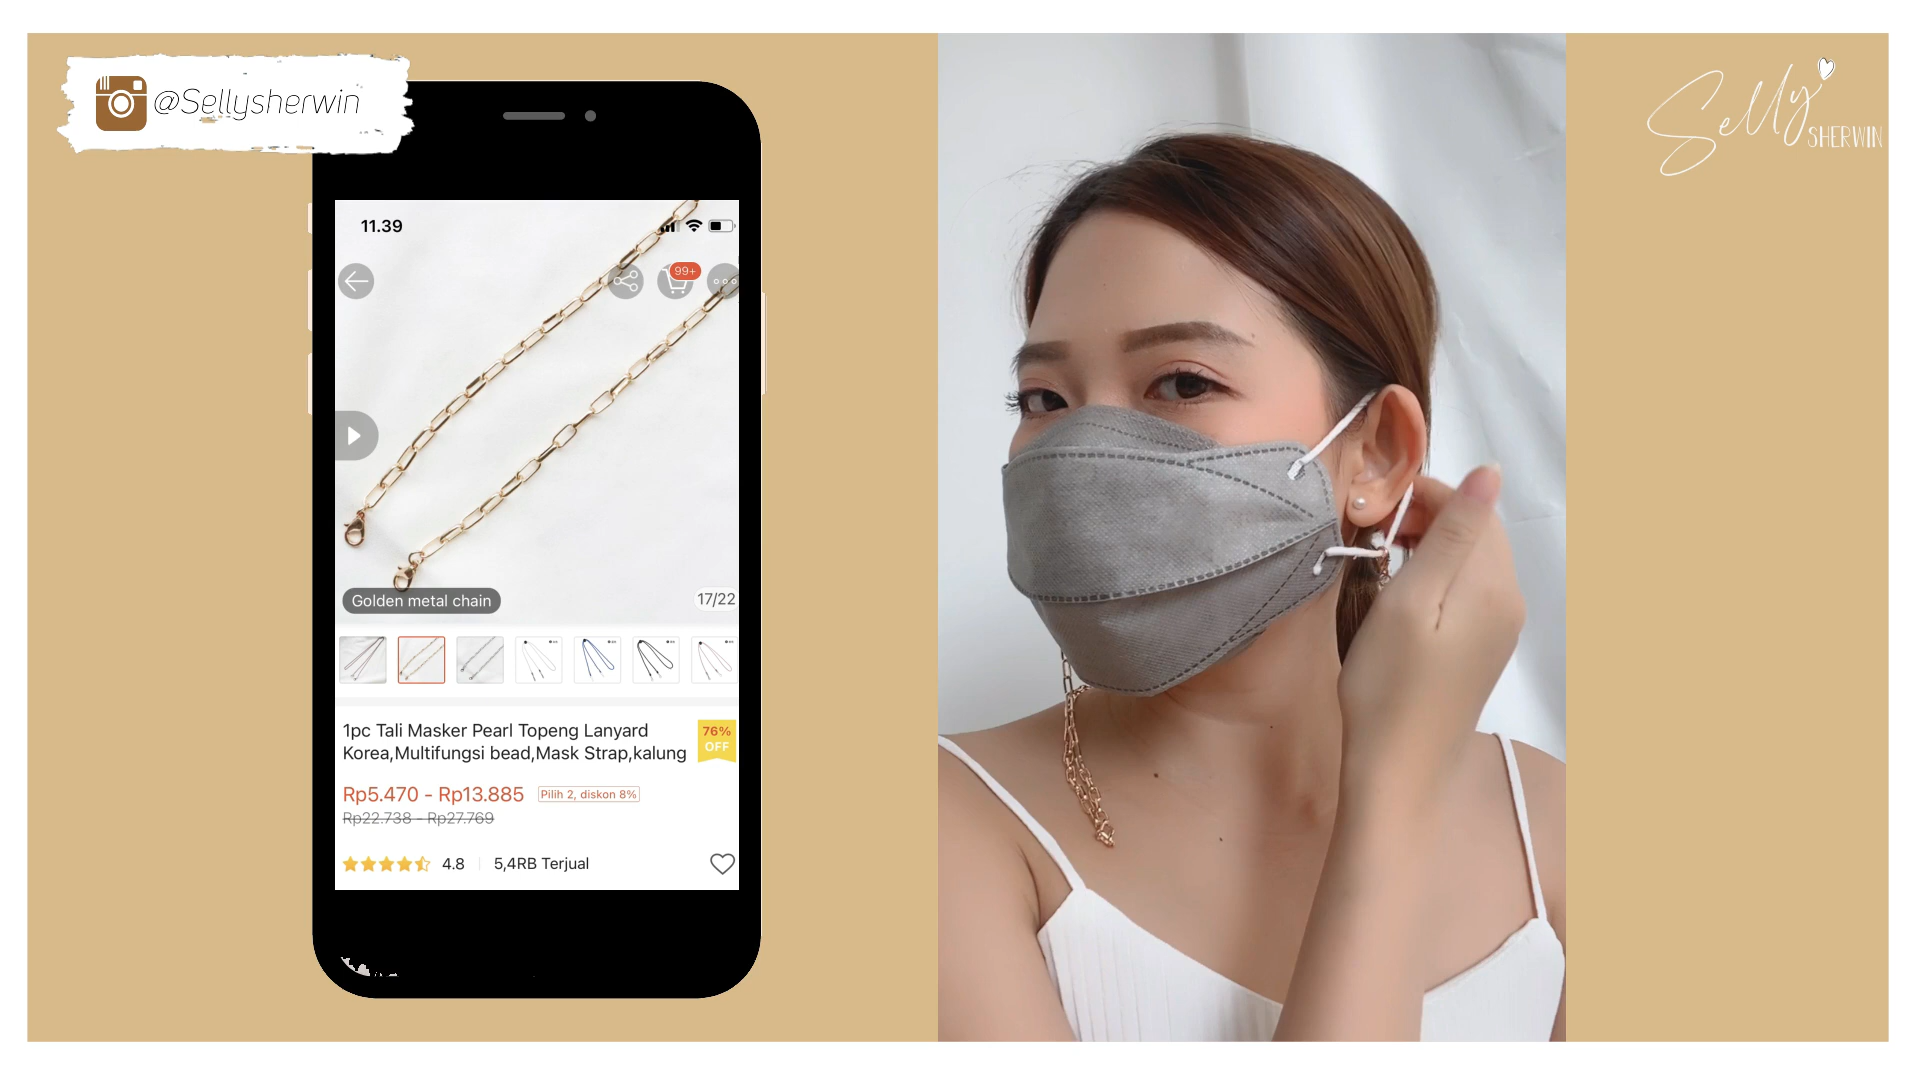 @Sellysherwin
Selly
SHERWIN
11.39
99+
Golden metal chain
17/22
1pc Tali Masker Pearl Topeng Lanyard
Korea,Multifungsi bead,Mask Strap,kalung
76%
OFF
Rp5.470 - Rp13.885
Pilih 2, diskon 8%
Rp22.738 - Rp27.769
4.8
5,4RB Terjual